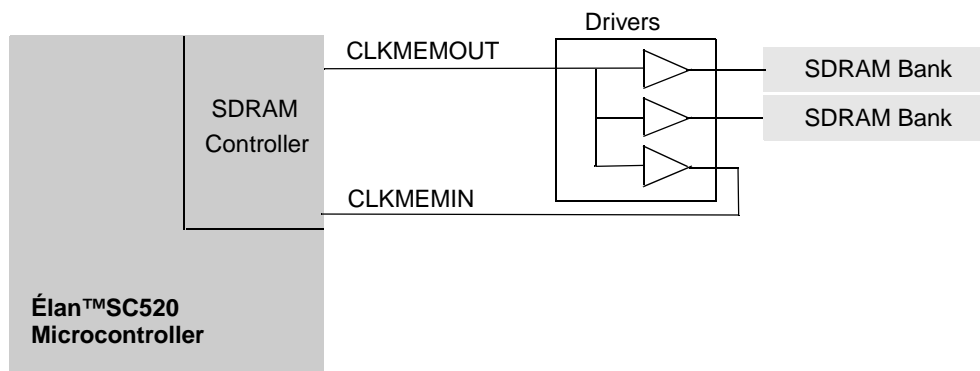 Drivers
CLKMEMOUT
SDRAM Bank
SDRAM
Controller
SDRAM Bank
CLKMEMIN
Élan™SC520
Microcontroller